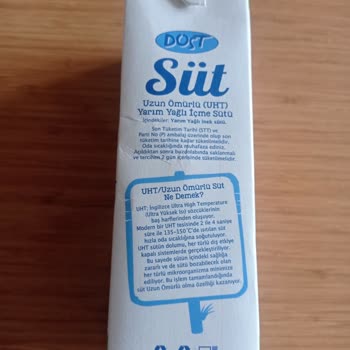 DOST
Süt
Uzun Ömürlü (UHT)
Yarım Yağlı İçme Sütü
İçindekiler: Yarım Yağlı İnek sütü.
Son Tüketim Tarihi (STT) ve
Parti No (P) ambalaj üzerinde olup son
tüketim tarihine kadar tüketilmelidir.
Oda sıcaklığında muhafaza ediniz.
Açıldıktan sonra buzdolabında saklanmalı
ve tercihen 2 gün içerisinde tüketilmelidir.
UHT/Uzun Ömürlü Süt
Ne Demek?
UHT: İngilizce Ultra High Temperature
(Ultra Yüksek Isı) sözcüklerinin
baş harflerinden oluşuyor.
Modern bir UHT tesisinde 2 ile 4 saniye
süre ile 135-150°C'de ısıtılan süt
hızla oda sıcaklığına soğutuluyor.
UHT sütün dolumu, her türlü dış etkiye
kapalı sistemlerde gerçekleştiriliyor.
Bu sayede sütün içindeki sağlığa
zararlı ya da sütü bozabilecek olan
her türlü mikroorganizma minimize
ediliyor. Bu işlem tamamlandığında
süt Uzun Ömürlü olma özelliği kazanıyor.